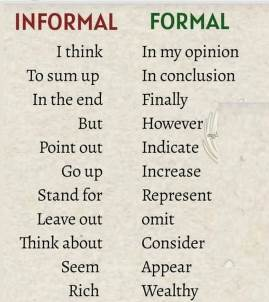 INFORMAL FORMAL
I think In my opinion
To sum up In conclusion
In the end Finally
But However
Point out Indicate
Go up Increase
Stand for Represent
Leave out omit
Think about Consider
Seem Appear
Rich Wealthy